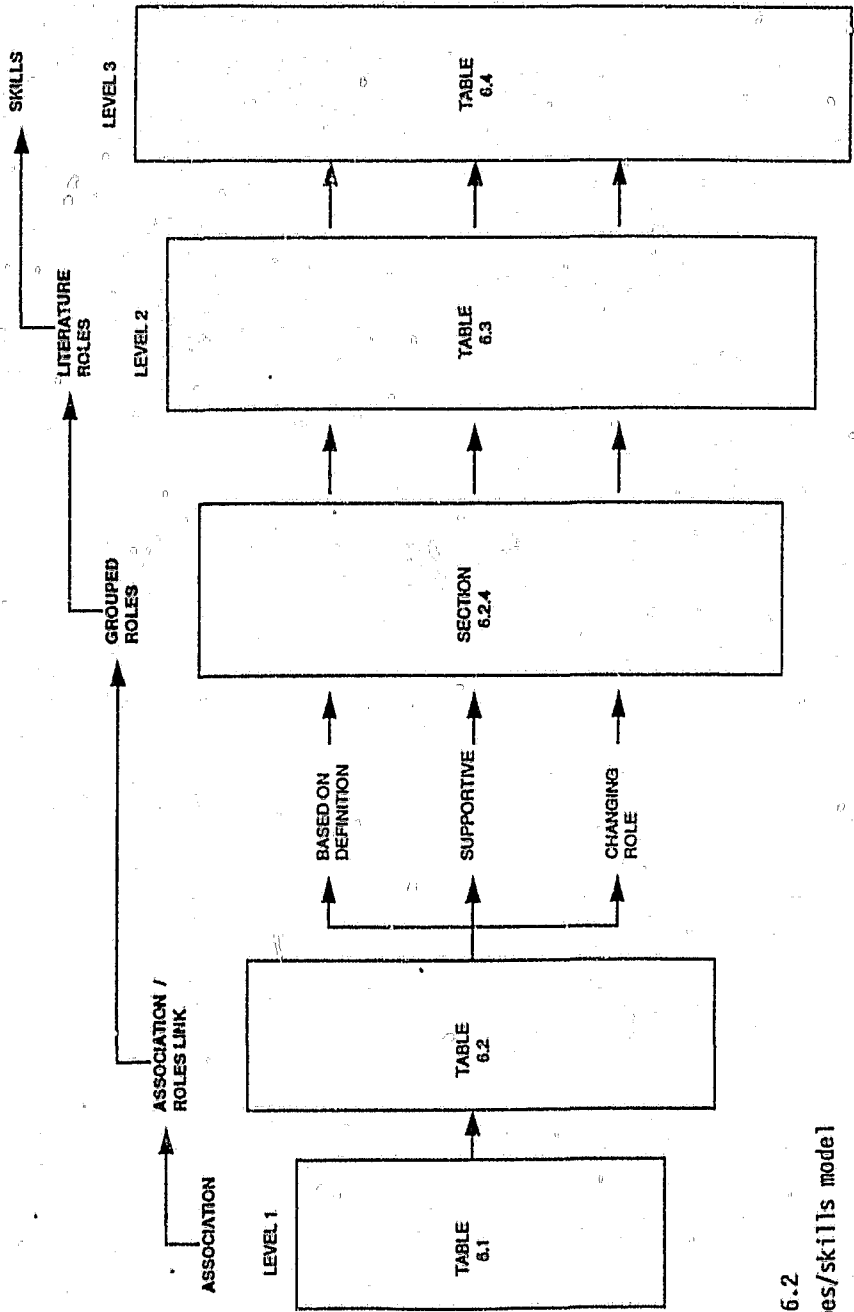 SKILLS
LITERATURE
ROLES
GROUPED
ROLES
ASSOCIATION /
ROLES LINK
ASSOCIATION
LEVEL 1
LEVEL 2
LEVEL 3
TABLE
6.1
TABLE
6.2
BASED ON
DEFINITION
SUPPORTIVE
CHANGING
ROLE
SECTION
6.2.4
TABLE
6.3
TABLE
6.4
6.2
/skills model